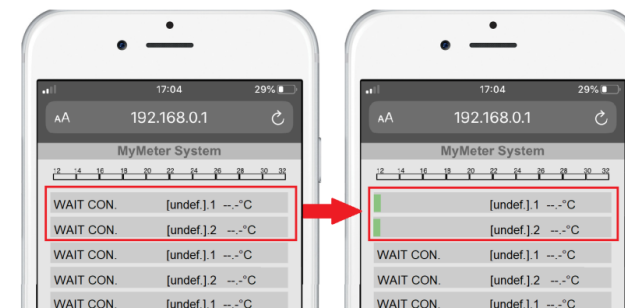 17:04 29%
AA 192.168.0.1
MyMeter System
12 14 16 18 20 22 24 26 28 30 32
WAIT CON. [undef.].1 --.-°C
WAIT CON. [undef.].2 --.-°C
WAIT CON. [undef.].1 --.-°C
WAIT CON. [undef.].2 --.-°C
WAIT CON. [undef.].1 --.-°C
17:04 29%
AA 192.168.0.1
MyMeter System
12 14 16 18 20 22 24 26 28 30 32
[undef.].1 --.-°C
[undef.].2 --.-°C
WAIT CON. [undef.].1 --.-°C
WAIT CON. [undef.].2 --.-°C
WAIT CON. [undef.].1 --.-°C